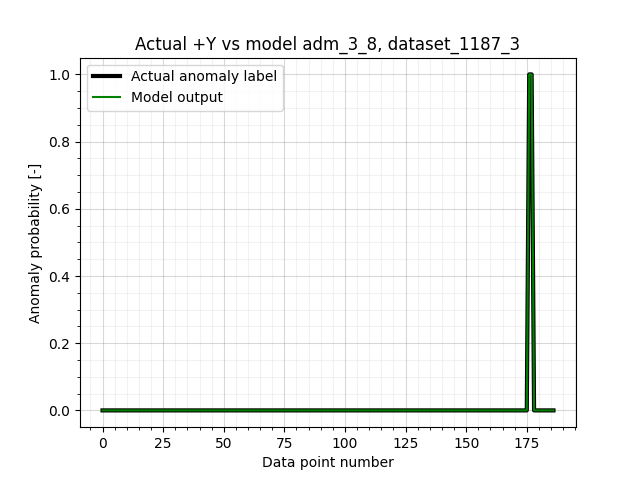 Actual +Y vs model adm_3_8, dataset_1187_3
Actual anomaly label
Model output
Anomaly probability [-]
1.0
0.8
0.6
0.4
0.2
0.0
0 25 50 75 100 125 150 175
Data point number